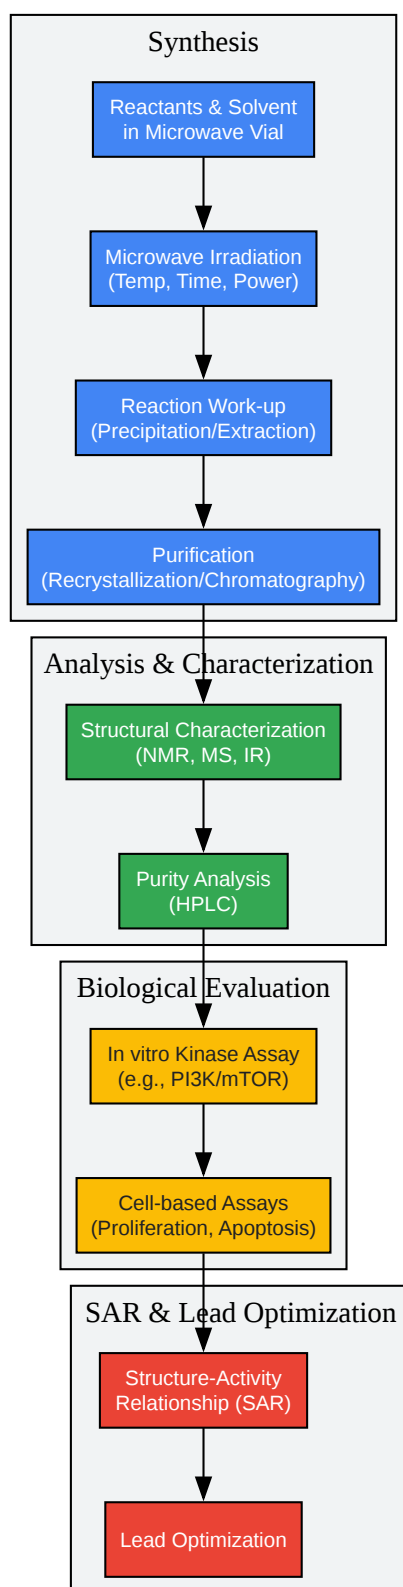 Synthesis
Reactants & Solvent
in Microwave Vial
Microwave Irradiation
(Temp, Time, Power)
Reaction Work-up
(Precipitation/Extraction)
Purification
(Recrystallization/Chromatography)
Analysis & Characterization
Structural Characterization
(NMR, MS, IR)
Purity Analysis
(HPLC)
Biological Evaluation
In vitro Kinase Assay
(e.g., PI3K/mTOR)
Cell-based Assays
(Proliferation, Apoptosis)
SAR & Lead Optimization
Structure-Activity
Relationship (SAR)
Lead Optimization